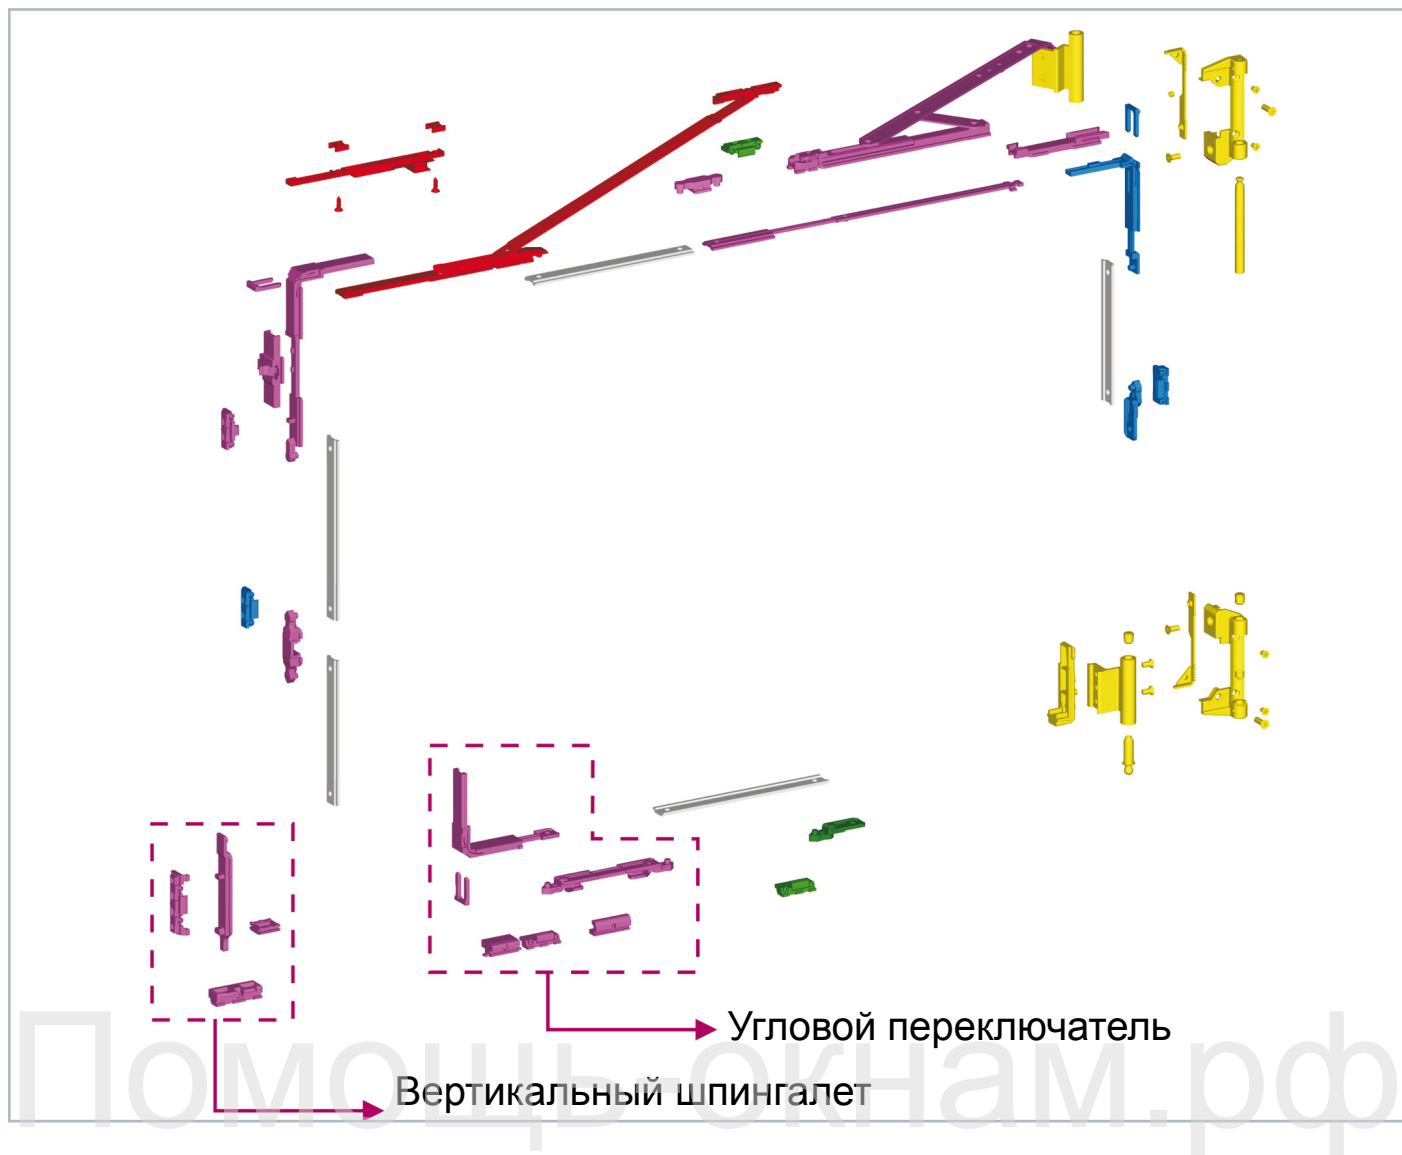 Угловой переключатель
Вертикальный шпингалет
Помощь-окнам.рф